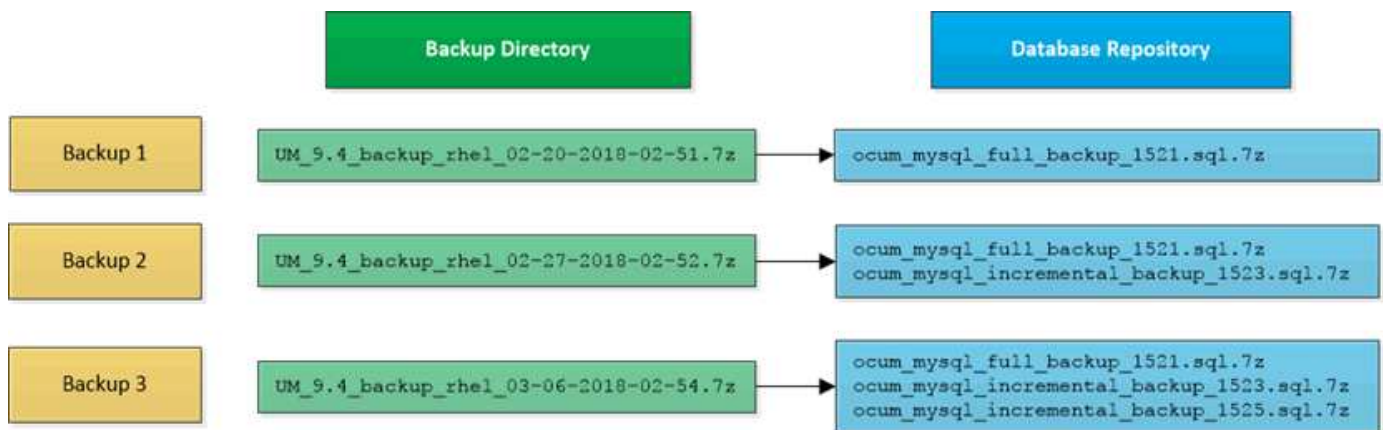 Backup Directory
Database Repository
Backup 1
UM_9.4_backup_rhel_02-20-2018-02-51.7z
ocum_mysql_full_backup_1521.sql.7z
Backup 2
UM_9.4_backup_rhel_02-27-2018-02-52.7z
ocum_mysql_full_backup_1521.sql.7z
ocum_mysql_incremental_backup_1523.sql.7z
Backup 3
UM_9.4_backup_rhel_03-06-2018-02-54.7z
ocum_mysql_full_backup_1521.sql.7z
ocum_mysql_incremental_backup_1523.sql.7z
ocum_mysql_incremental_backup_1525.sql.7z